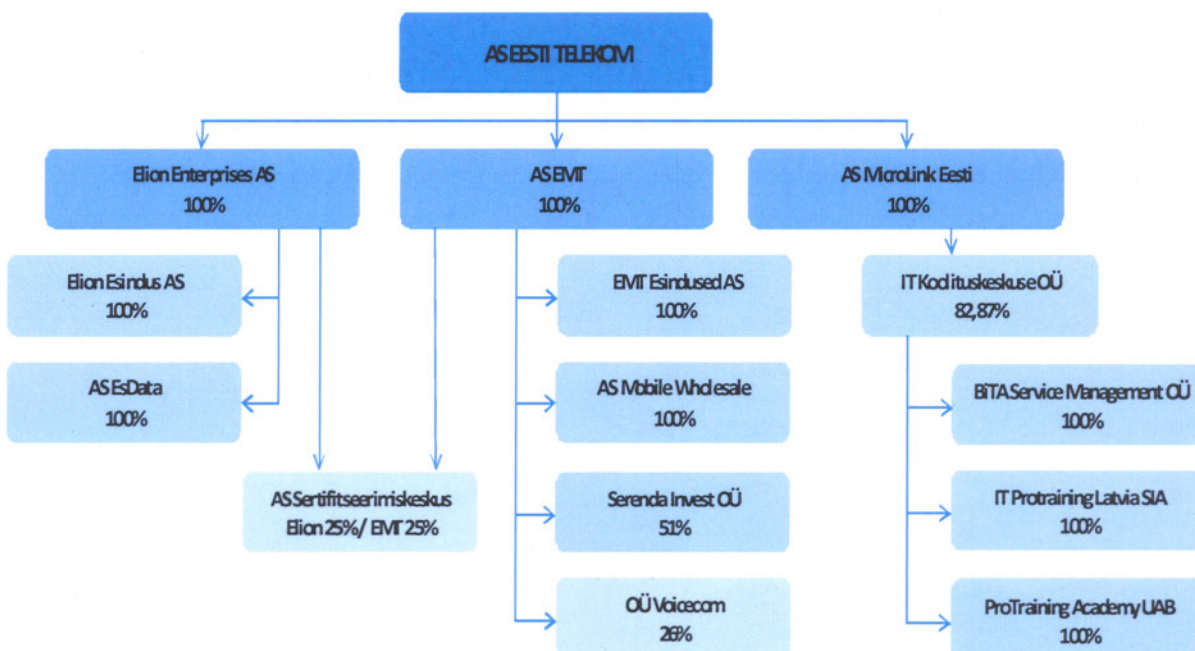 AS EESTI TELEKOM
Elion Enterprises AS
100%
AS EMT
100%
AS MicroLink Eesti
100%
Elion Esindus AS
100%
EMT Esindused AS
100%
IT Koolituskeskuse OÜ
82,87%
AS EsData
100%
AS Mobile Wholesale
100%
BiTA Service Management OÜ
100%
AS Sertifitseerimiskeskus
Elion 25% / EMT 25%
Serenda Invest OÜ
51%
IT Protraining Latvia SIA
100%
OÜ Voicecom
26%
ProTraining Academy UAB
100%